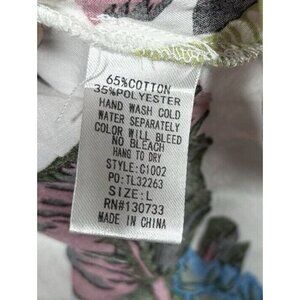 65%COTTON
35%POLYESTER
HAND WASH COLD
WATER SEPARATELY
COLOR WILL BLEED
NO BLEACH
HANG TO DRY
STYLE:C1002
PO:TL32263
SIZE:L
RN#130733
MADE IN CHINA